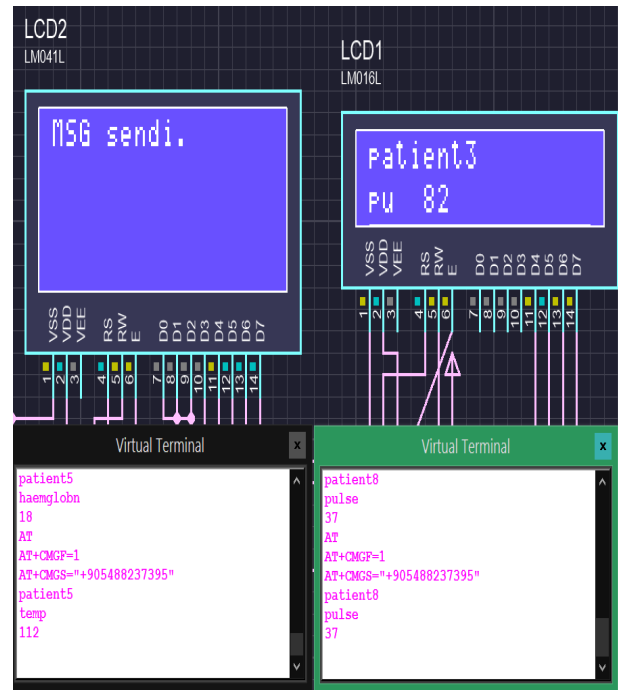 LCD2
LM041L
MSG sendi.
VSS
VDD
VEE
RS
RW
E
D0
D1
D2
D3
D4
D5
D6
D7
1
2
3
4
5
6
7
8
9
10
11
12
13
14
LCD1
LM016L
patient3
pu 82
VSS
VDD
VEE
RS
RW
E
D0
D1
D2
D3
D4
D5
D6
D7
1
2
3
4
5
6
7
8
9
10
11
12
13
14
Virtual Terminal x
patient5
haemglobn
18
AT
AT+CMGF=1
AT+CMGS="+905488237395"
patient5
temp
112
Virtual Terminal x
patient8
pulse
37
AT
AT+CMGF=1
AT+CMGS="+905488237395"
patient8
pulse
37